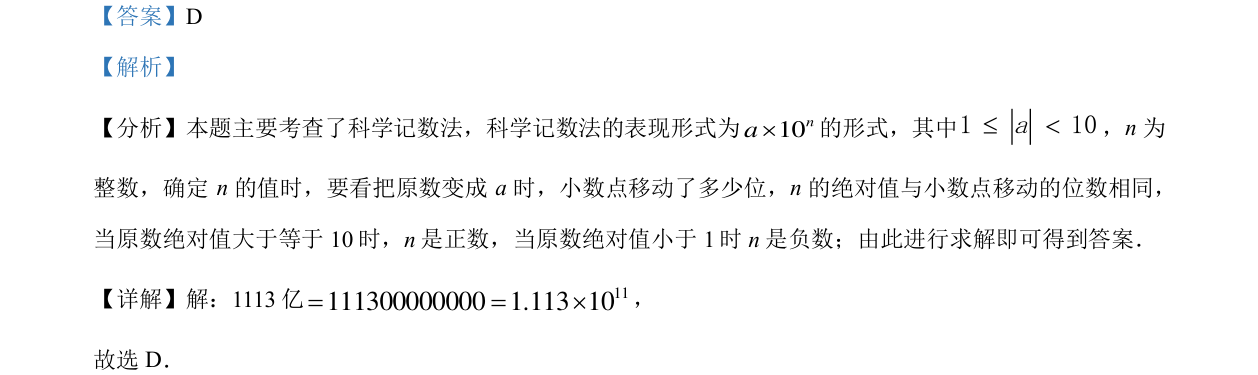 【答案】D
【解析】
【分析】本题主要考查了科学记数法，科学记数法的表现形式为 a×10ⁿ 的形式，其中1 ≤ |a| < 10，n 为
整数，确定 n 的值时，要看把原数变成 a 时，小数点移动了多少位，n 的绝对值与小数点移动的位数相同，
当原数绝对值大于等于 10 时，n 是正数，当原数绝对值小于 1 时 n 是负数；由此进行求解即可得到答案．
【详解】解：1113 亿=111300000000=1.113×10¹¹，
故选 D．